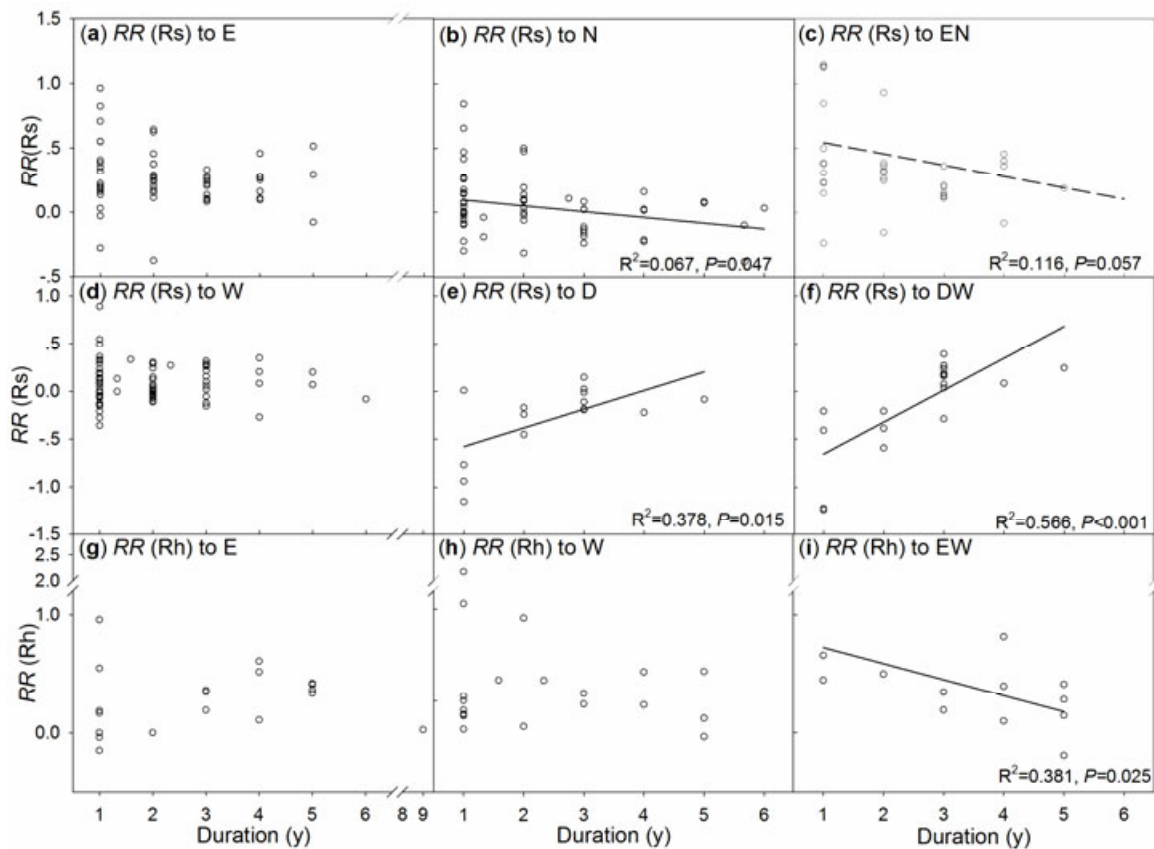 1.5
(a) RR (Rs) to E
(b) RR (Rs) to N
(c) RR (Rs) to EN
1.0
RR(Rs)
.5
0.0
R²=0.067, P=0.047
R²=0.116, P=0.057
-.5
1.0
(d) RR (Rs) to W
(e) RR (Rs) to D
(f) RR (Rs) to DW
.5
RR (Rs)
0.0
-.5
-1.0
R²=0.378, P=0.015
R²=0.566, P<0.001
-1.5
2.5
(g) RR (Rh) to E
(h) RR (Rh) to W
(i) RR (Rh) to EW
2.0
1.0
RR (Rh)
0.0
R²=0.381, P=0.025
1 2 3 4 5 6 8 9
1 2 3 4 5 6
1 2 3 4 5 6
Duration (y)
Duration (y)
Duration (y)